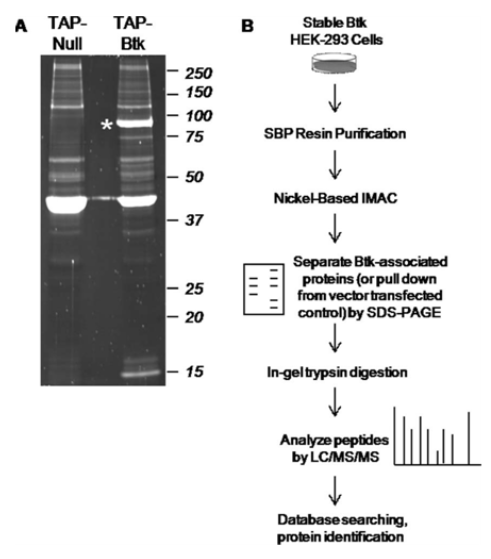 A
TAP-
Null
TAP-
Btk
*
250
150
100
75
50
37
25
20
15
B
Stable Btk
HEK-293 Cells
SBP Resin Purification
Nickel-Based IMAC
Separate Btk-associated
proteins (or pull down
from vector transfected
control) by SDS-PAGE
In-gel trypsin digestion
Analyze peptides
by LC/MS/MS
Database searching,
protein identification